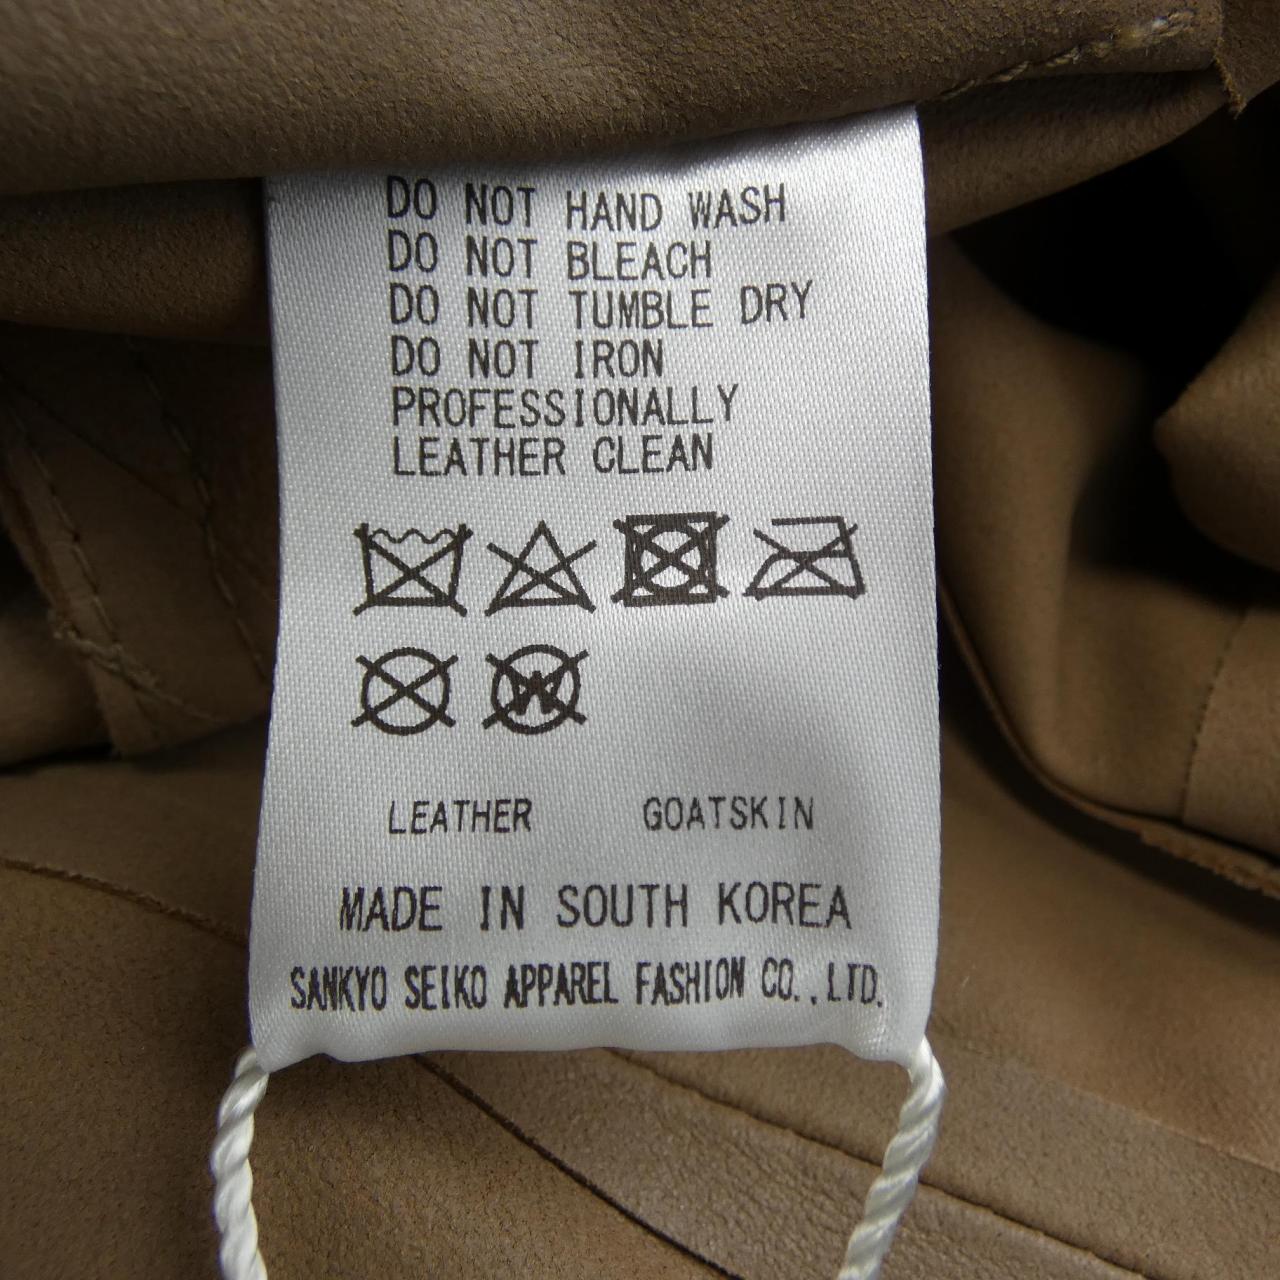 DO NOT HAND WASH
DO NOT BLEACH
DO NOT TUMBLE DRY
DO NOT IRON
PROFESSIONALLY
LEATHER CLEAN
W
LEATHER GOATSKIN
MADE IN SOUTH KOREA
SANKYO SEIKO APPAREL FASHION CO.,LTD.